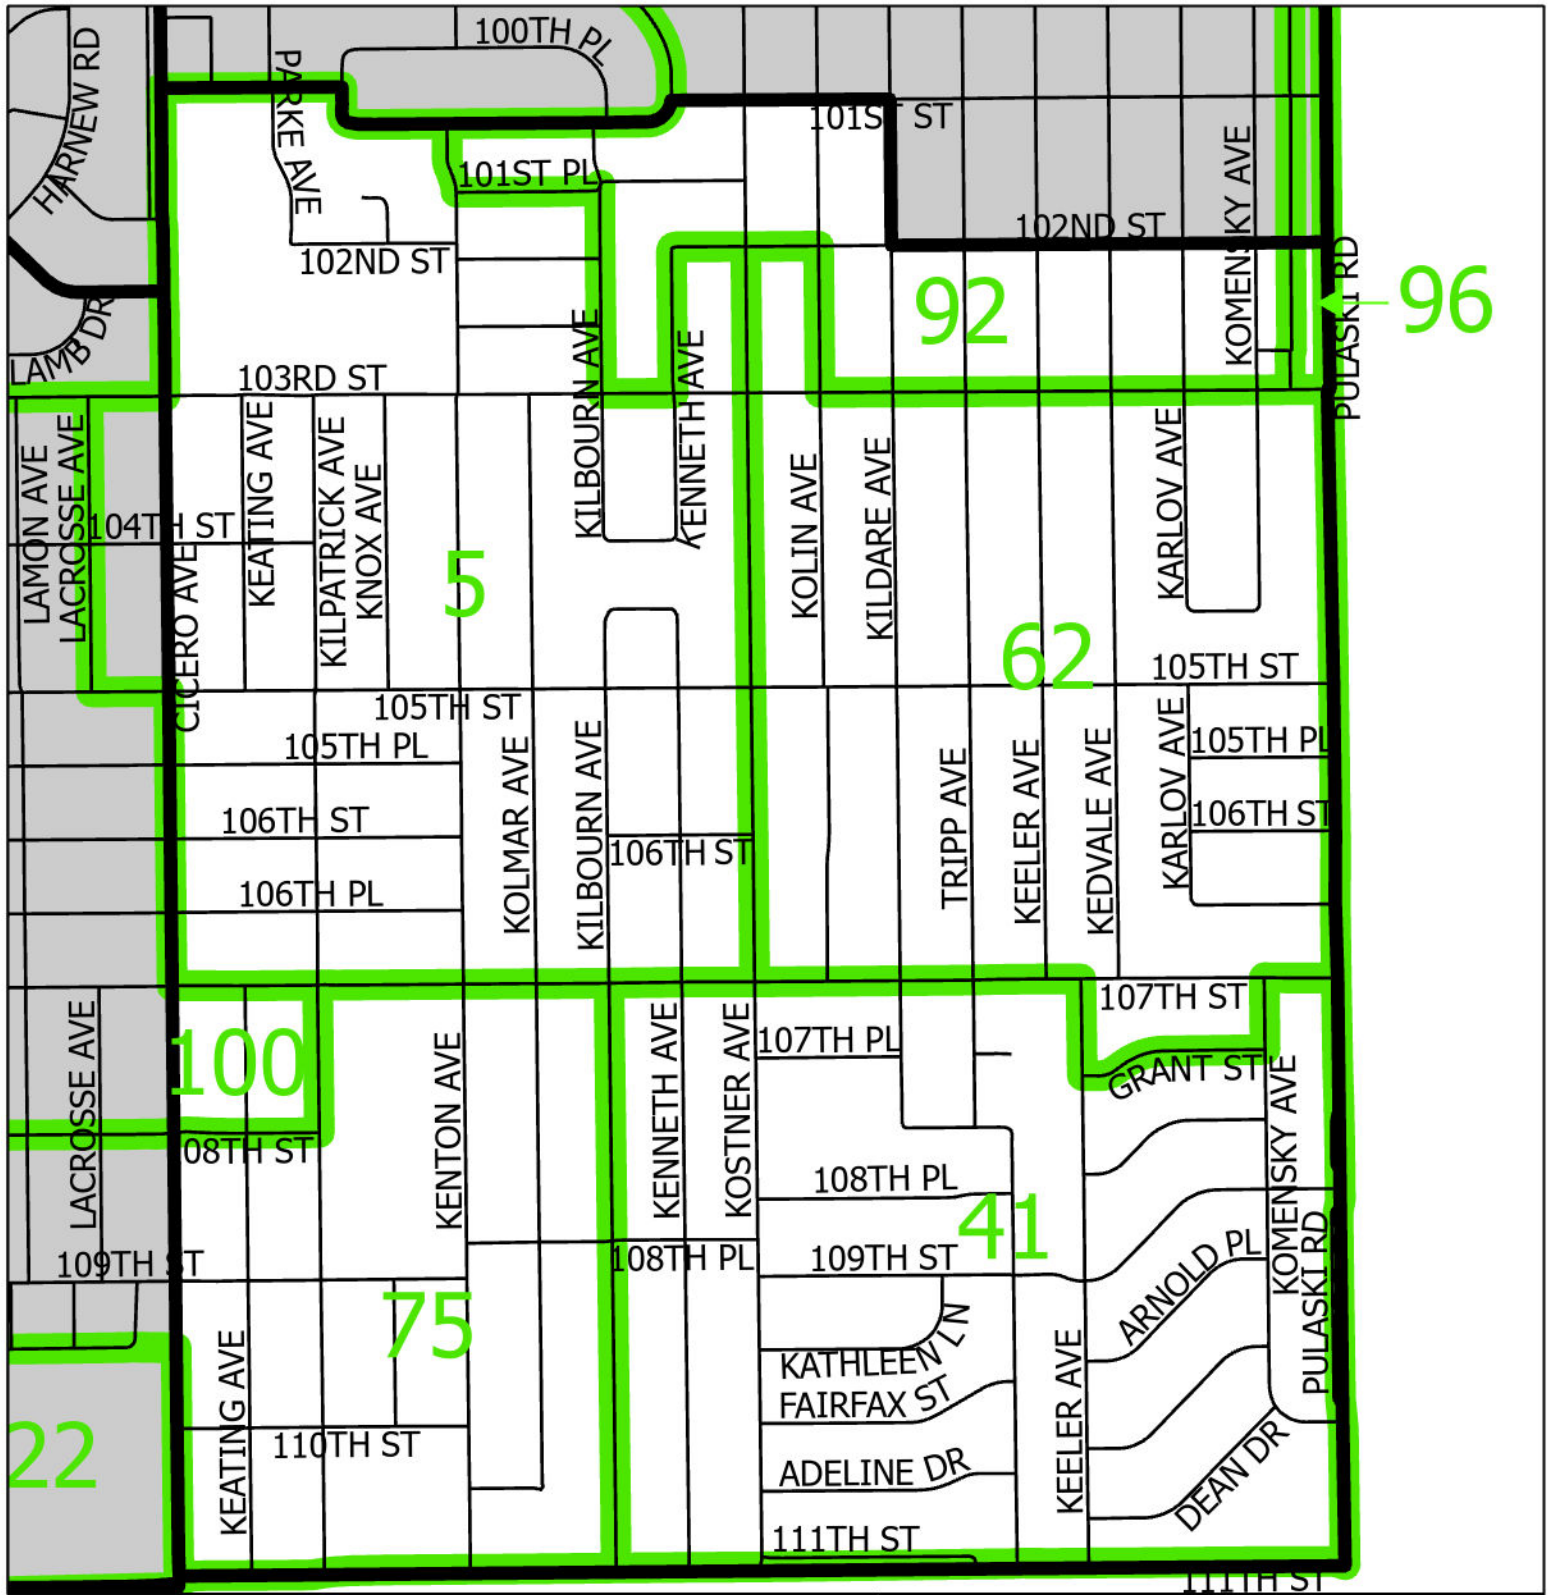 100TH PL
HARNEW RD
PARKE AVE
101ST ST
101ST PL
KOMENSKY AVE
102ND ST
102ND ST
PULASKI RD
96
92
LAMB DR
KILBOURN AVE
KENNETH AVE
103RD ST
LAMON AVE
LACROSSE AVE
KEATING AVE
KILPATRICK AVE
KNOX AVE
KOLIN AVE
KILDARE AVE
KARLOV AVE
104TH ST
CICERO AVE
5
62
105TH ST
105TH ST
105TH PL
105TH PL
KOLMAR AVE
KILBOURN AVE
TRIPP AVE
KEELER AVE
KEDVALE AVE
KARLOV AVE
106TH ST
106TH ST
106TH ST
106TH PL
107TH ST
LACROSSE AVE
100
KENTON AVE
KENNETH AVE
KOSTNER AVE
107TH PL
GRANT ST
KOMENSKY AVE
08TH ST
108TH PL
41
109TH ST
108TH PL
109TH ST
ARNOLD PL
PULASKI RD
75
KATHLEEN LN
FAIRFAX ST
KEATING AVE
KEELER AVE
22
110TH ST
ADELINE DR
DEAN DR
111TH ST
111TH ST